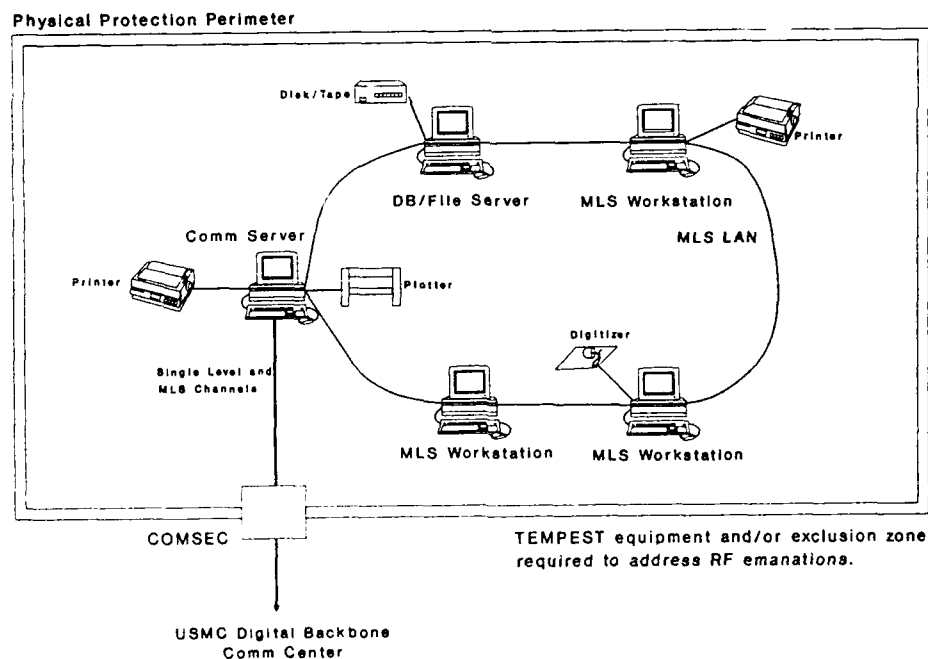 Physical Protection Perimeter
Disk/Tape
Printer
DB/File Server
MLS Workstation
MLS LAN
Comm Server
Printer
Plotter
Digitizer
Single Level and
MLS Channels
MLS Workstation
MLS Workstation
COMSEC
TEMPEST equipment and/or exclusion zone
required to address RF emanations.
USMC Digital Backbone
Comm Center